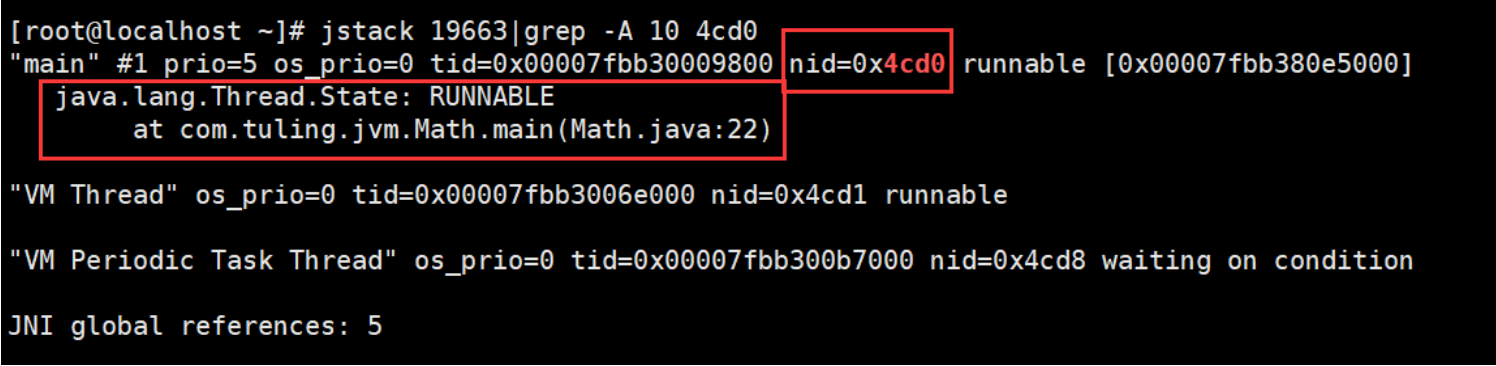 [root@localhost ~]# jstack 19663|grep -A 10 4cd0
"main" #1 prio=5 os_prio=0 tid=0x00007fbb30009800 nid=0x4cd0 runnable [0x00007fbb380e5000]
java.lang.Thread.State: RUNNABLE
at com.tuling.jvm.Math.main(Math.java:22)
"VM Thread" os_prio=0 tid=0x00007fbb3006e000 nid=0x4cd1 runnable
"VM Periodic Task Thread" os_prio=0 tid=0x00007fbb300b7000 nid=0x4cd8 waiting on condition
JNI global references: 5